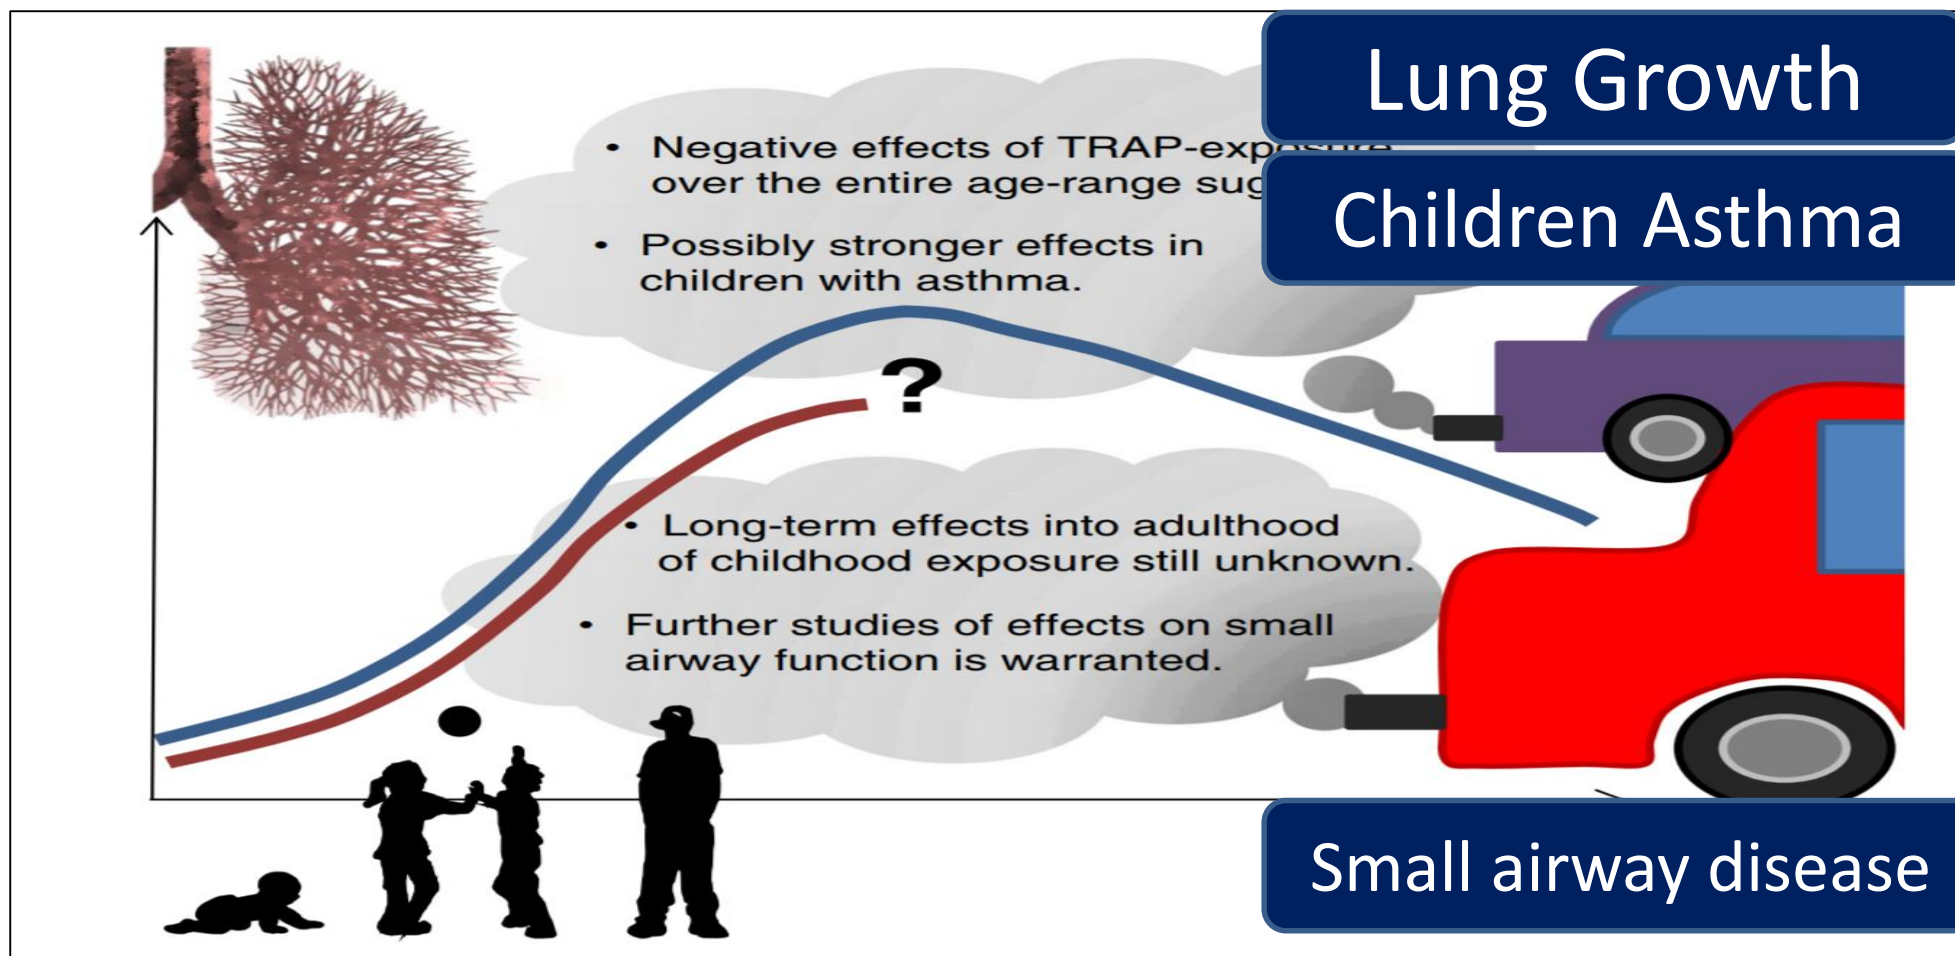 Lung Growth
• Negative effects of TRAP-exposure
over the entire age-range
Children Asthma
• Possibly stronger effects in
children with asthma.
?
• Long-term effects into adulthood
of childhood exposure still unknown.
• Further studies of effects on small
airway function is warranted.
Small airway disease